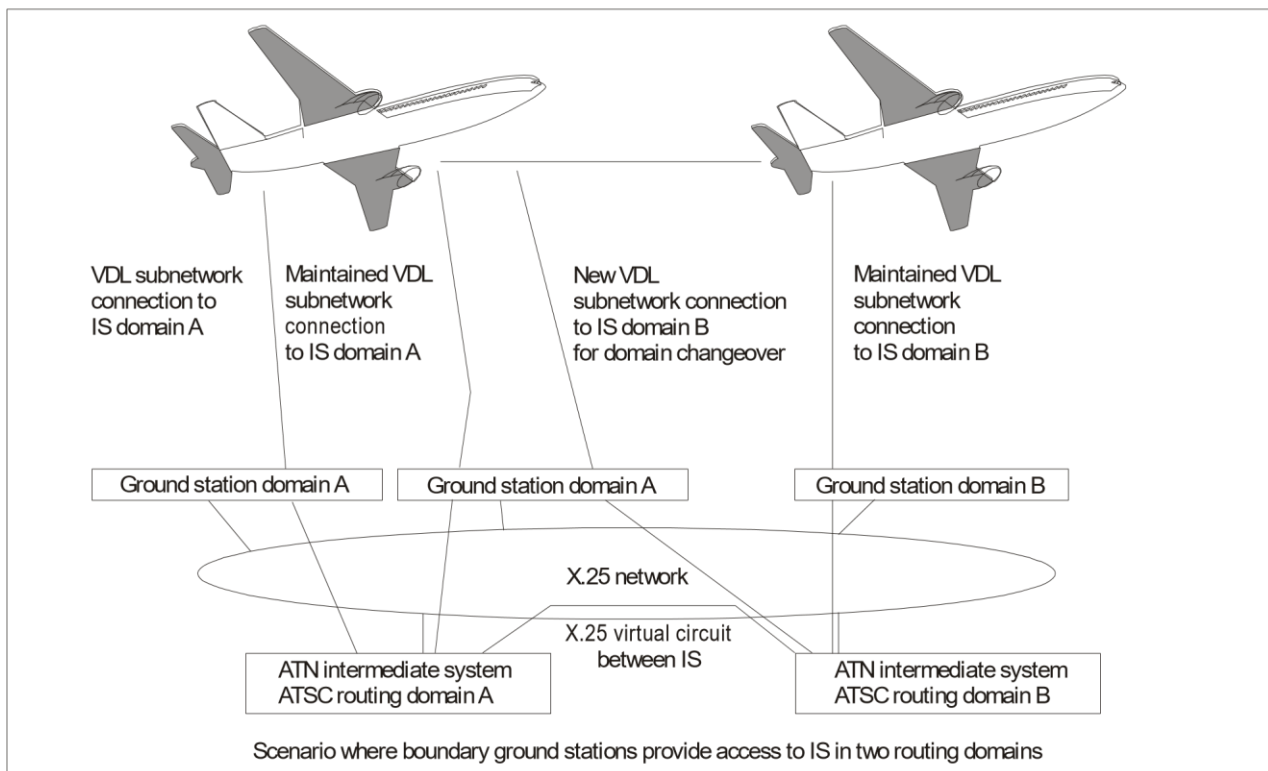 VDL subnetwork
connection to
IS domain A
Maintained VDL
subnetwork
connection
to IS domain A
New VDL
subnetwork connection
to IS domain B
for domain changeover
Maintained VDL
subnetwork
connection
to IS domain B
Ground station domain A
Ground station domain A
Ground station domain B
X.25 network
X.25 virtual circuit
between IS
ATN intermediate system
ATSC routing domain A
ATN intermediate system
ATSC routing domain B
Scenario where boundary ground stations provide access to IS in two routing domains